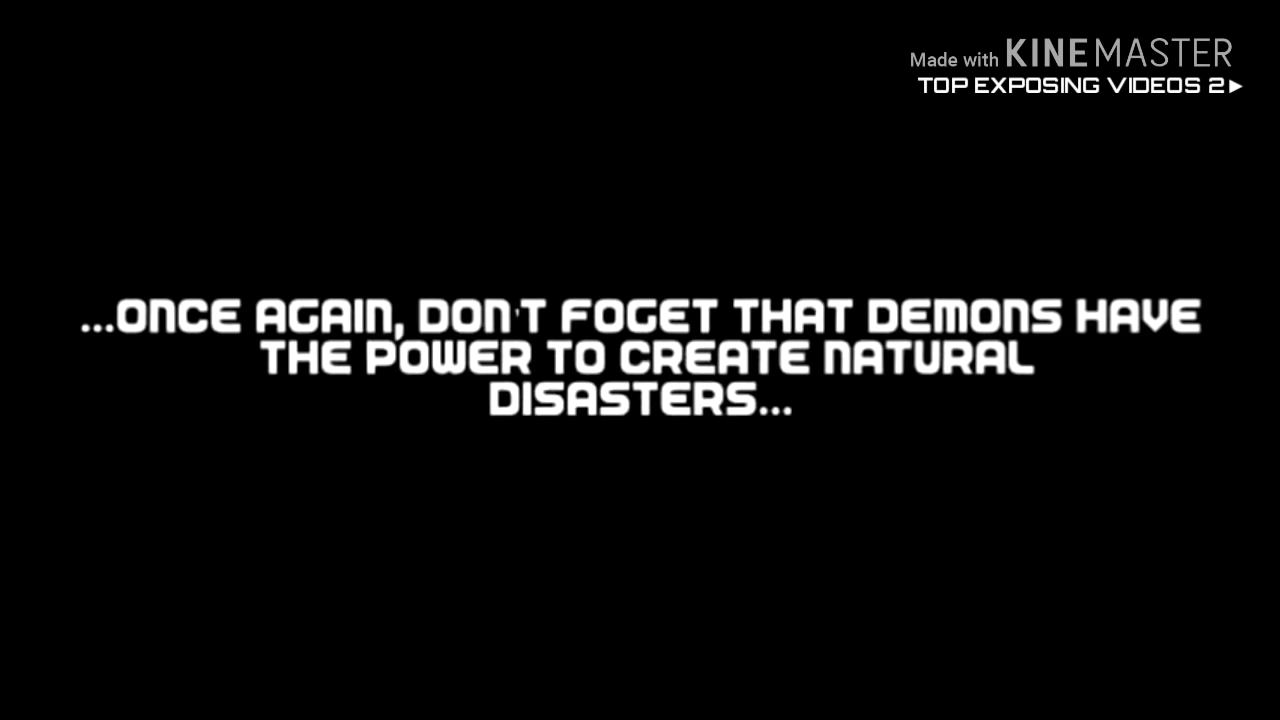 Made with KINEMASTER
TOP EXPOSING VIDEOS 2►
...ONCE AGAIN, DON'T FOGET THAT DEMONS HAVE
THE POWER TO CREATE NATURAL
DISASTERS...